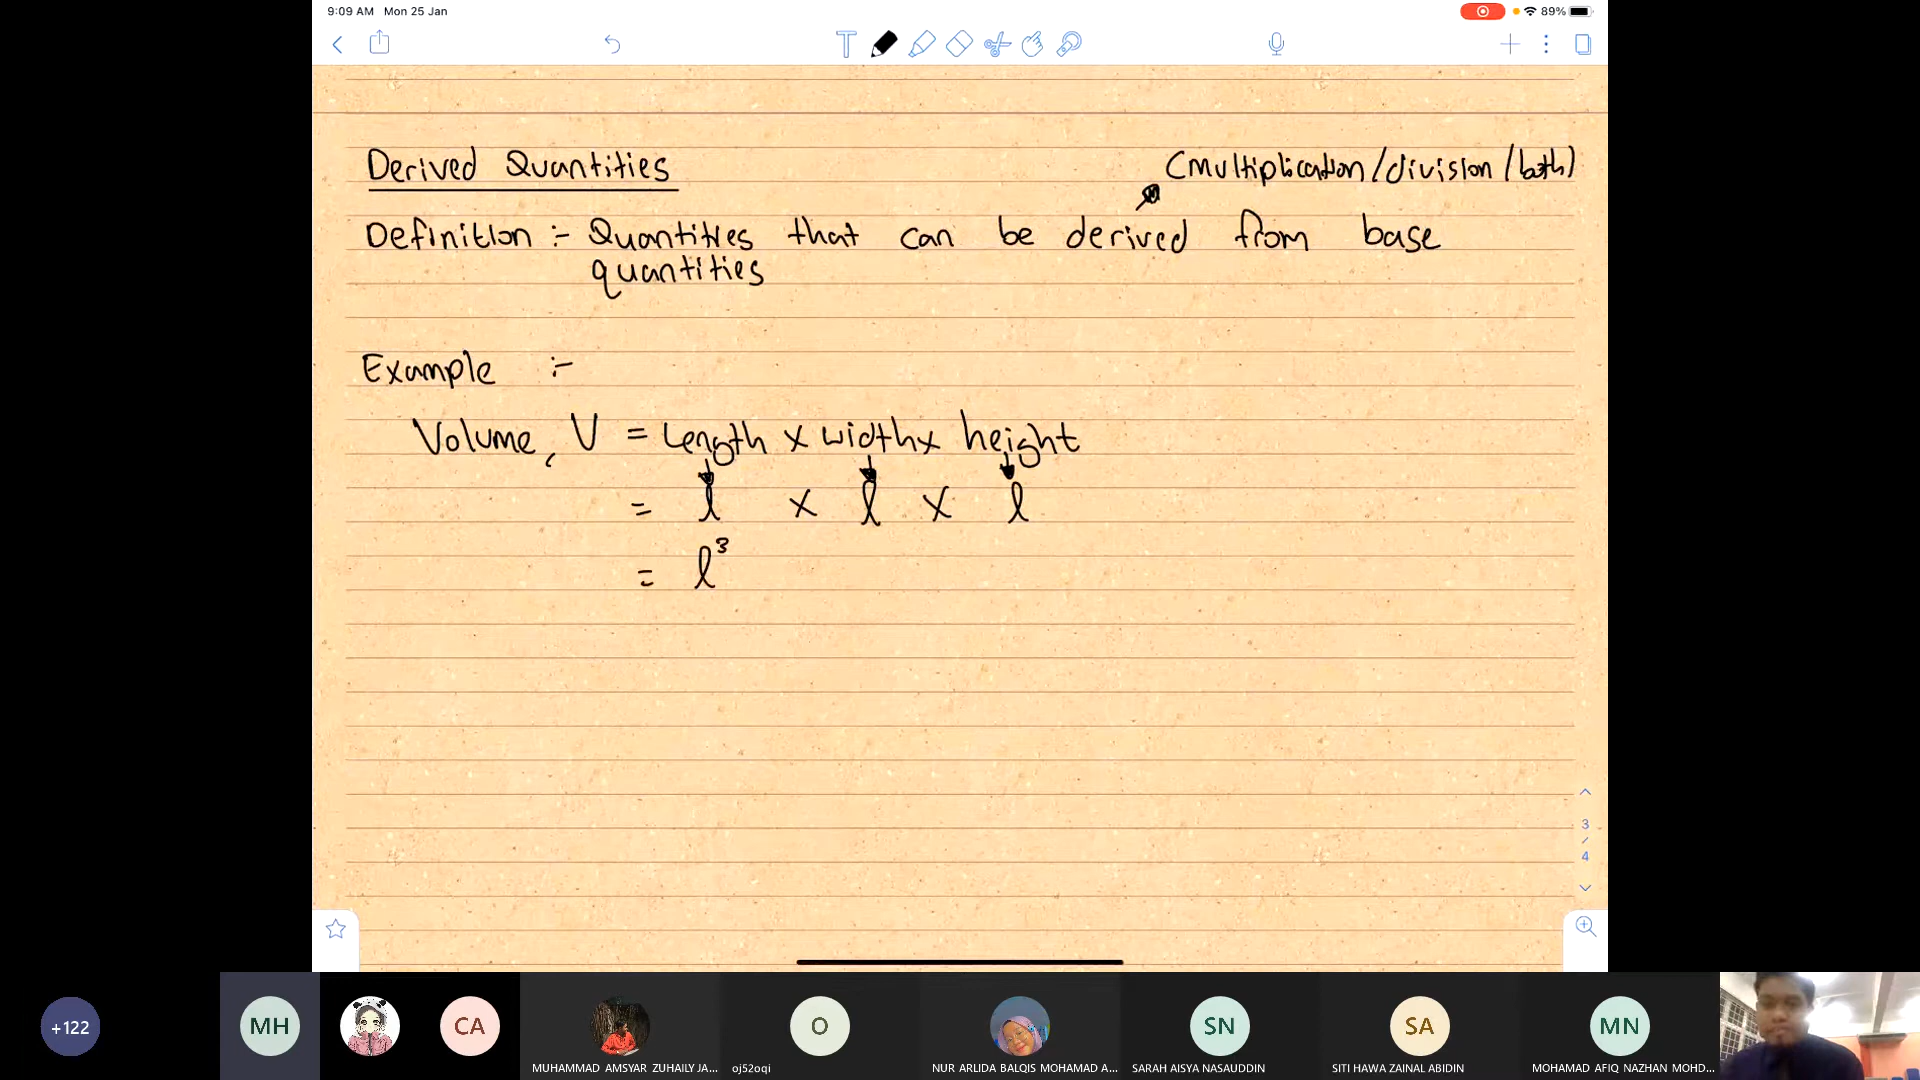 9:09 AM Mon 25 Jan
89%
Derived Quantities
(multiplication/division/both)
Definition :- Quantities that can be derived from base
quantities
Example :-
Volume, V = Length x width x height
= l x l x l
= l³
3
/
4
+122
MH
CA
O
SN
SA
MN
MUHAMMAD AMSYAR ZUHAILY JA...
oj52oqi
NUR ARLIDA BALQIS MOHAMAD A...
SARAH AISYA NASAUDDIN
SITI HAWA ZAINAL ABIDIN
MOHAMAD AFIQ NAZHAN MOHD...